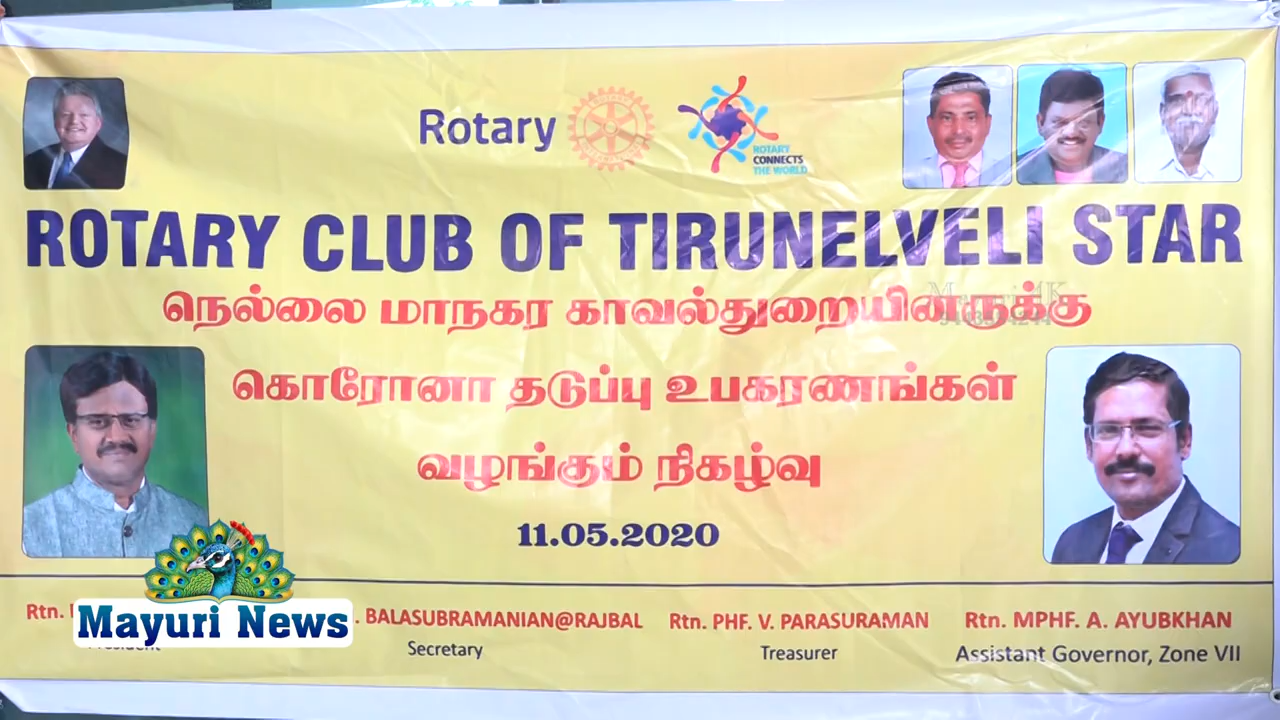 Rotary
ROTARY
CONNECTS
THE WORLD
ROTARY CLUB OF TIRUNELVELI STAR
நெல்லை மாநகர காவல்துறையினருக்கு
கொரோனா தடுப்பு உபகரணங்கள்
வழங்கும் நிகழ்வு
11.05.2020
Rtn. BALASUBRAMANIAN@RAJBAL Rtn. PHF. V. PARASURAMAN Rtn. MPHF. A. AYUBKHAN
President Secretary Treasurer Assistant Governor, Zone VII
Mayuri News